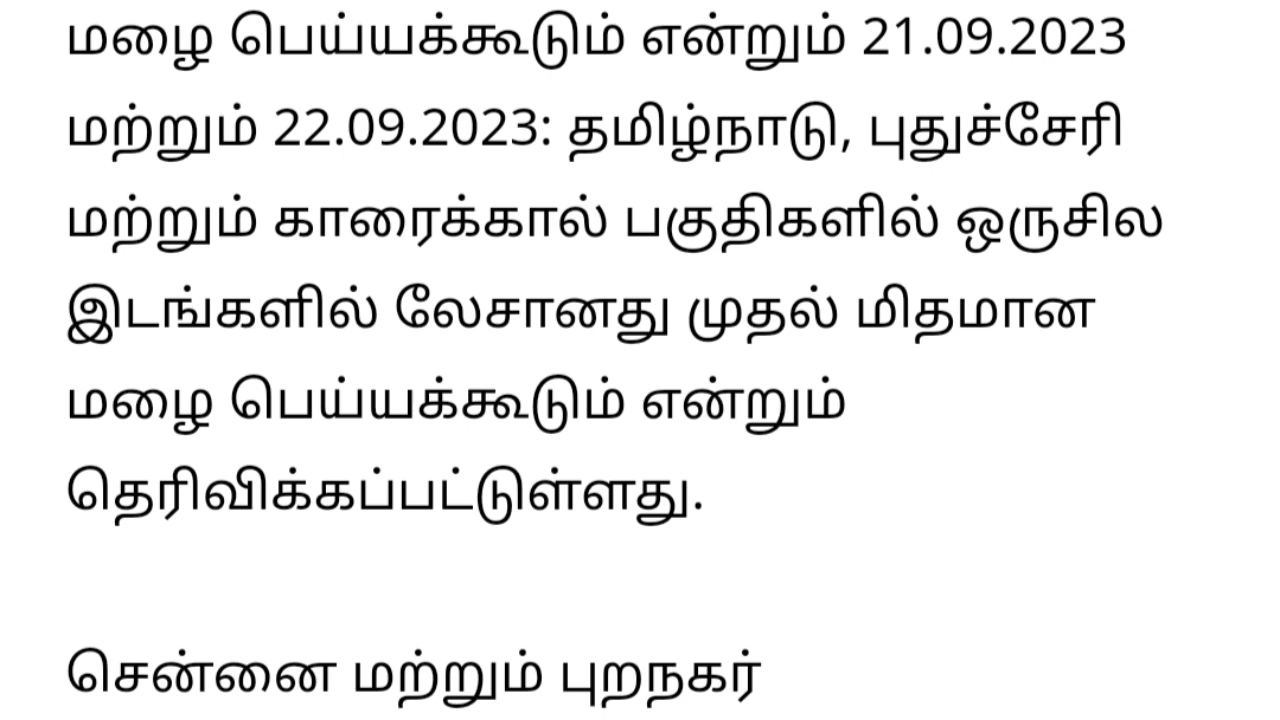 மழை பெய்யக்கூடும் என்றும் 21.09.2023
மற்றும் 22.09.2023: தமிழ்நாடு, புதுச்சேரி
மற்றும் காரைக்கால் பகுதிகளில் ஒருசில
இடங்களில் லேசானது முதல் மிதமான
மழை பெய்யக்கூடும் என்றும்
தெரிவிக்கப்பட்டுள்ளது.
சென்னை மற்றும் புறநகர்